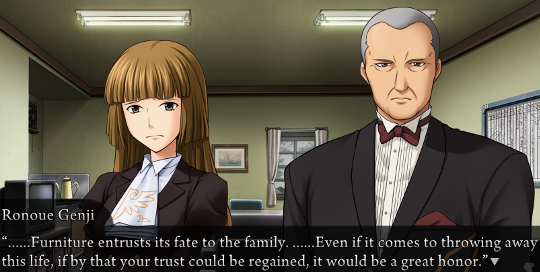 Ronoue Genji
“......Furniture entrusts its fate to the family. ......Even if it comes to throwing away
this life, if by that your trust could be regained, it would be a great honor.”▼